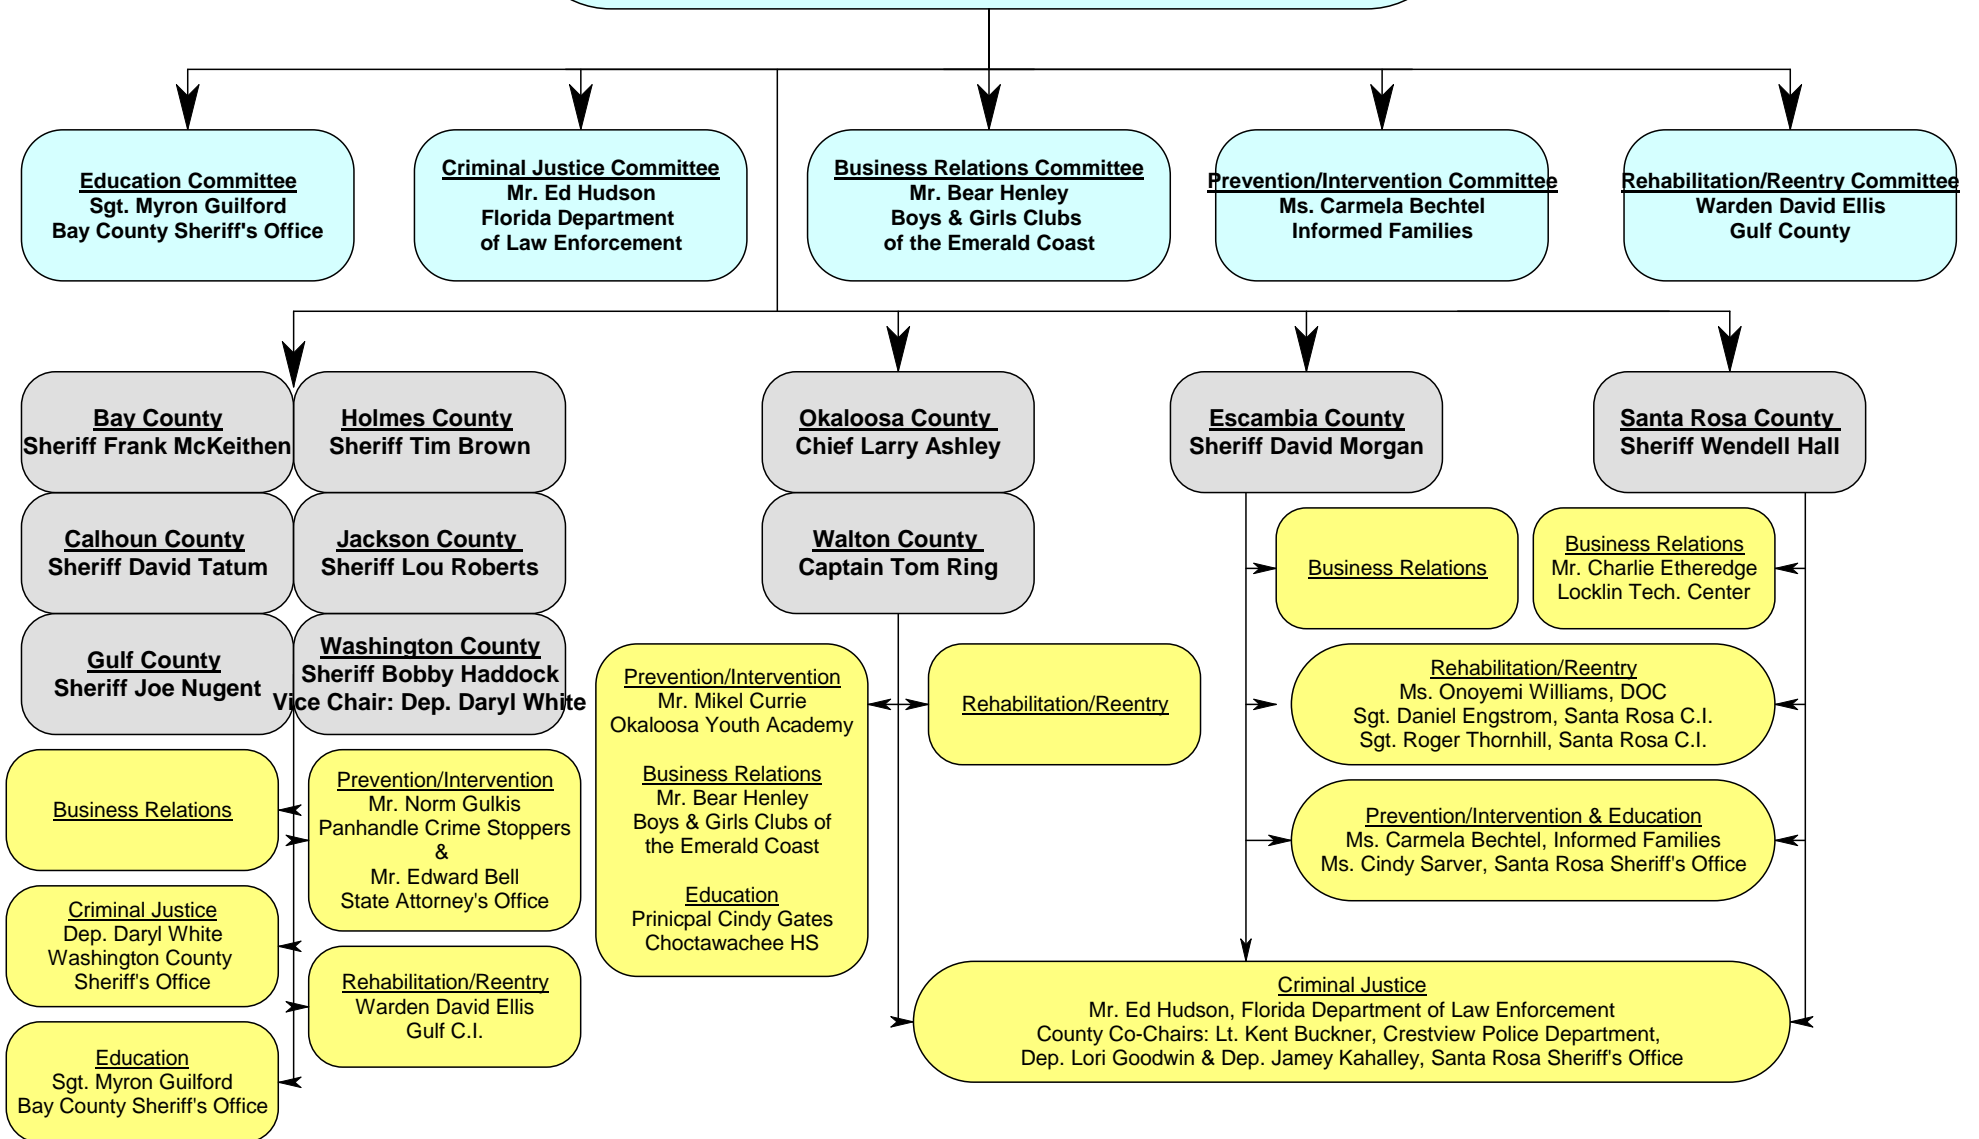 Education Committee
Sgt. Myron Guilford
Bay County Sheriff's Office
Criminal Justice Committee
Mr. Ed Hudson
Florida Department
of Law Enforcement
Business Relations Committee
Mr. Bear Henley
Boys & Girls Clubs
of the Emerald Coast
Prevention/Intervention Committee
Ms. Carmela Bechtel
Informed Families
Rehabilitation/Reentry Committee
Warden David Ellis
Gulf County
Bay County
Sheriff Frank McKeithen
Holmes County
Sheriff Tim Brown
Okaloosa County
Chief Larry Ashley
Escambia County
Sheriff David Morgan
Santa Rosa County
Sheriff Wendell Hall
Calhoun County
Sheriff David Tatum
Jackson County
Sheriff Lou Roberts
Walton County
Captain Tom Ring
Gulf County
Sheriff Joe Nugent
Washington County
Sheriff Bobby Haddock
Vice Chair: Dep. Daryl White
Business Relations
Business Relations
Mr. Charlie Etheredge
Locklin Tech. Center
Prevention/Intervention
Mr. Mikel Currie
Okaloosa Youth Academy
Business Relations
Mr. Bear Henley
Boys & Girls Clubs of
the Emerald Coast
Education
Prinicpal Cindy Gates
Choctawachee HS
Rehabilitation/Reentry
Rehabilitation/Reentry
Ms. Onoyemi Williams, DOC
Sgt. Daniel Engstrom, Santa Rosa C.I.
Sgt. Roger Thornhill, Santa Rosa C.I.
Business Relations
Prevention/Intervention
Mr. Norm Gulkis
Panhandle Crime Stoppers
&
Mr. Edward Bell
State Attorney's Office
Prevention/Intervention & Education
Ms. Carmela Bechtel, Informed Families
Ms. Cindy Sarver, Santa Rosa Sheriff's Office
Criminal Justice
Dep. Daryl White
Washington County
Sheriff's Office
Rehabilitation/Reentry
Warden David Ellis
Gulf C.I.
Criminal Justice
Mr. Ed Hudson, Florida Department of Law Enforcement
County Co-Chairs: Lt. Kent Buckner, Crestview Police Department,
Dep. Lori Goodwin & Dep. Jamey Kahalley, Santa Rosa Sheriff's Office
Education
Sgt. Myron Guilford
Bay County Sheriff's Office